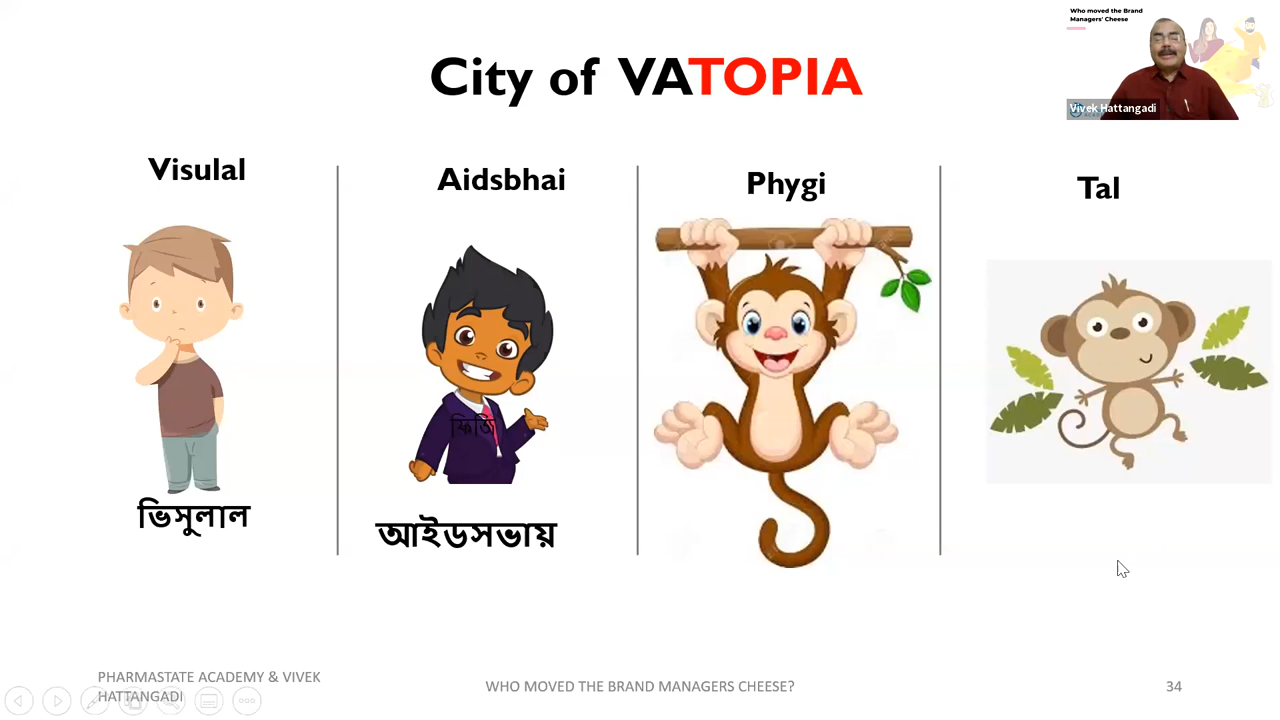 Who moved the Brand
Managers' Cheese
Vivek Hattangadi
City of VATOPIA
Visulal
Aidsbhai
Phygi
Tal
ফিজি
ভিসুলাল
আইডসভায়
PHARMASTATE ACADEMY & VIVEK
HATTANGADI
WHO MOVED THE BRAND MANAGERS CHEESE?
34